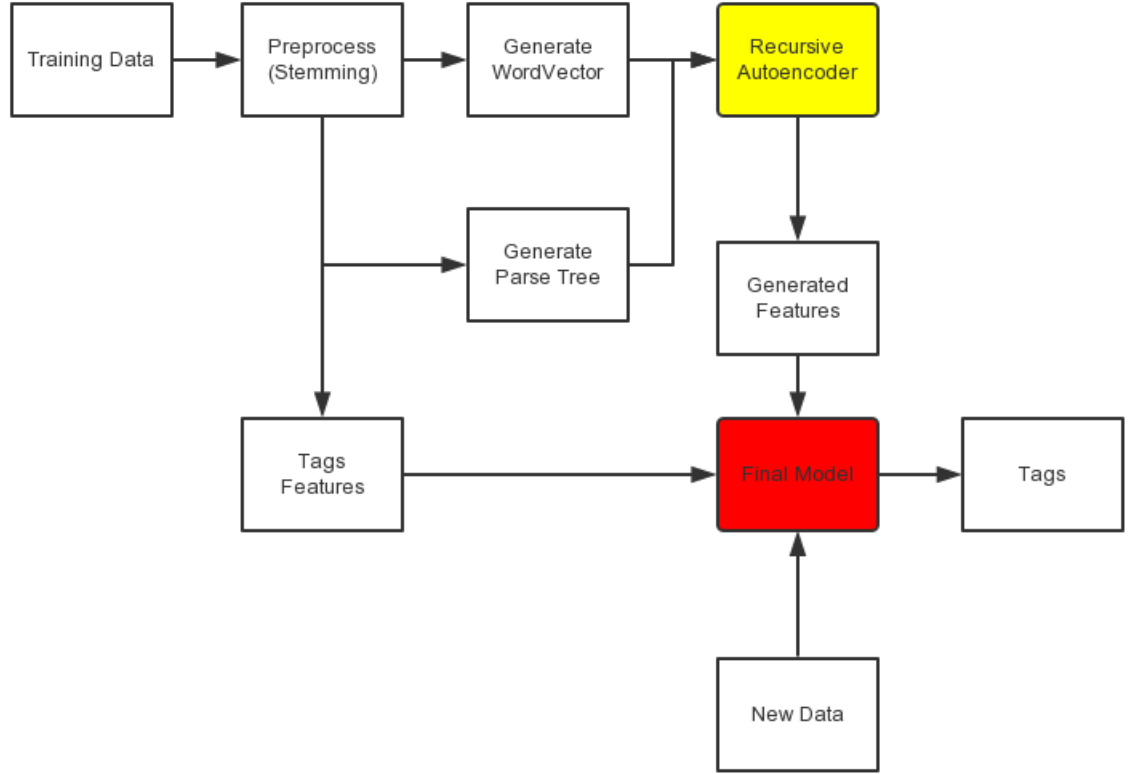 Training Data
Preprocess
(Stemming)
Generate
WordVector
Recursive
Autoencoder
Generate
Parse Tree
Generated
Features
Tags
Features
Final Model
Tags
New Data